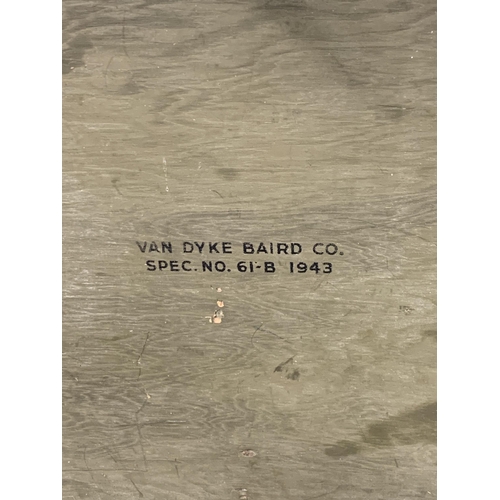 VAN DYKE BAIRD CO.
SPEC. NO. 61-B 1943